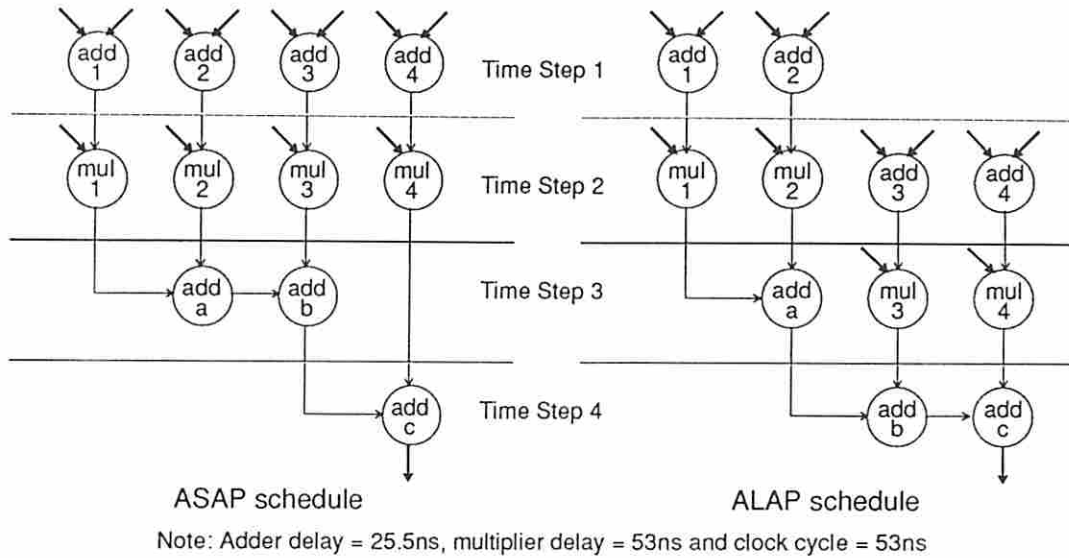 add 1
add 2
add 3
add 4
Time Step 1
add 1
add 2
mul 1
mul 2
mul 3
mul 4
Time Step 2
mul 1
mul 2
add 3
add 4
add a
add b
Time Step 3
add a
mul 3
mul 4
add c
Time Step 4
add b
add c
ASAP schedule
ALAP schedule
Note: Adder delay = 25.5ns, multiplier delay = 53ns and clock cycle = 53ns